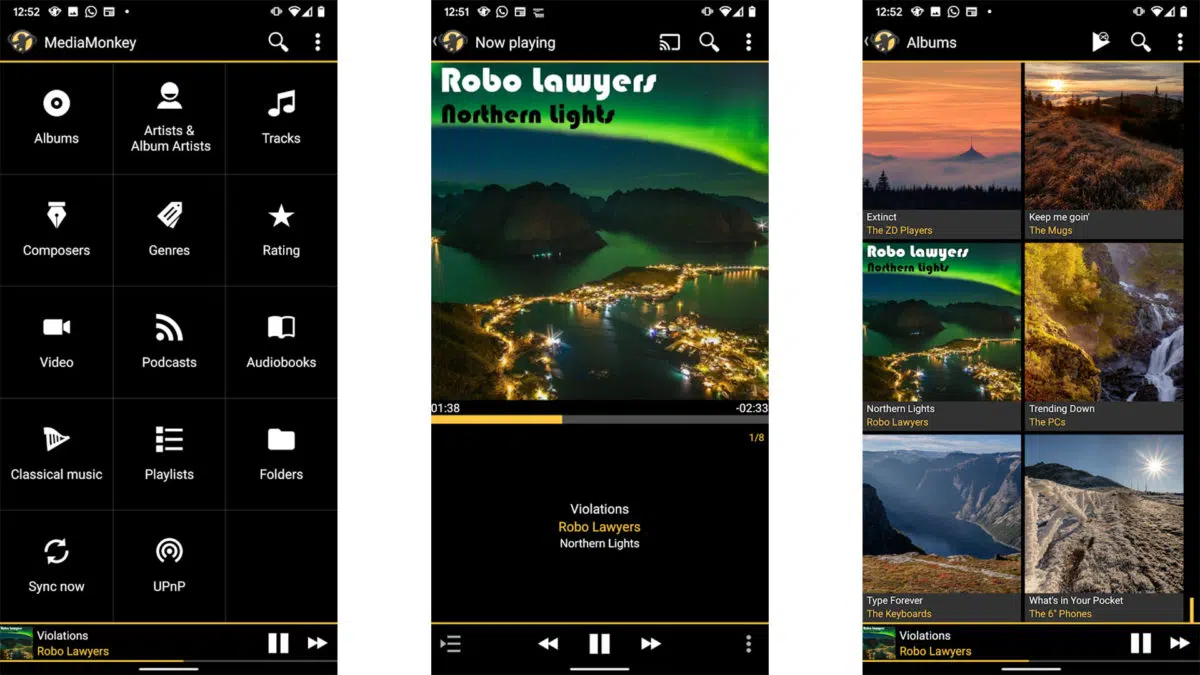 12:52
MediaMonkey
Albums
Artists &
Album Artists
Tracks
Composers
Genres
Rating
Video
Podcasts
Audiobooks
Classical music
Playlists
Folders
Sync now
UPnP
Violations
Robo Lawyers
12:51
Now playing
Robo Lawyers
Northern Lights
01:38
-02:33
1/8
Violations
Robo Lawyers
Northern Lights
12:52
Albums
Extinct
The ZD Players
Keep me goin'
The Mugs
Robo Lawyers
Northern Lights
Northern Lights
Robo Lawyers
Trending Down
The PCs
Type Forever
The Keyboards
What's in Your Pocket
The 6" Phones
Violations
Robo Lawyers